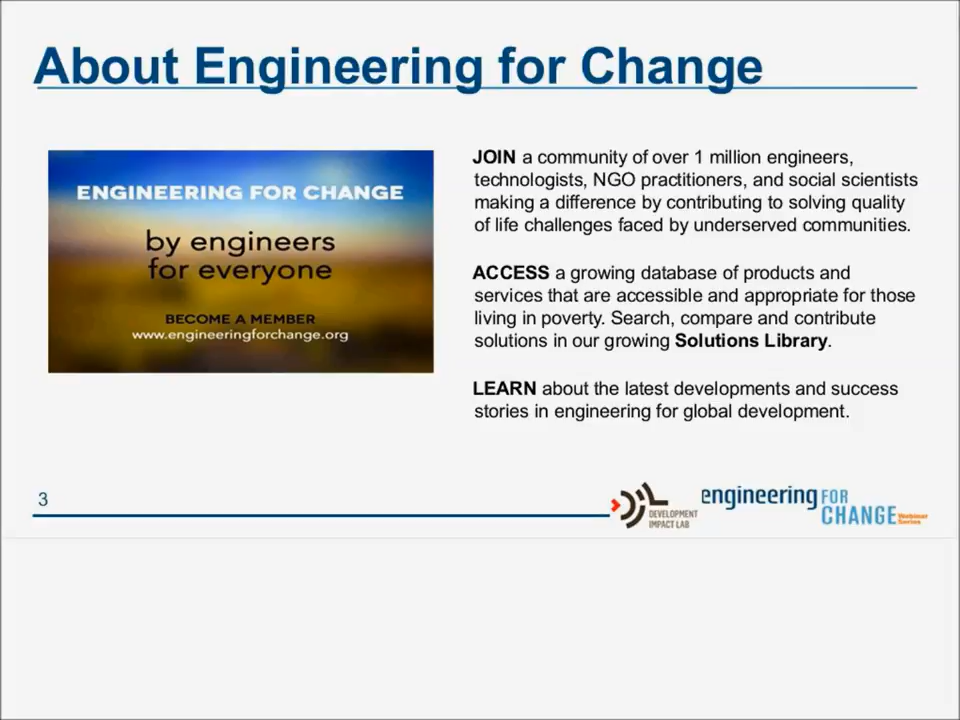 About Engineering for Change
ENGINEERING FOR CHANGE
by engineers
for everyone
BECOME A MEMBER
www.engineeringforchange.org
JOIN a community of over 1 million engineers,
technologists, NGO practitioners, and social scientists
making a difference by contributing to solving quality
of life challenges faced by underserved communities.
ACCESS a growing database of products and
services that are accessible and appropriate for those
living in poverty. Search, compare and contribute
solutions in our growing Solutions Library.
LEARN about the latest developments and success
stories in engineering for global development.
3
DEVELOPMENT
IMPACT LAB
engineering FOR
CHANGE
Webinar
Series